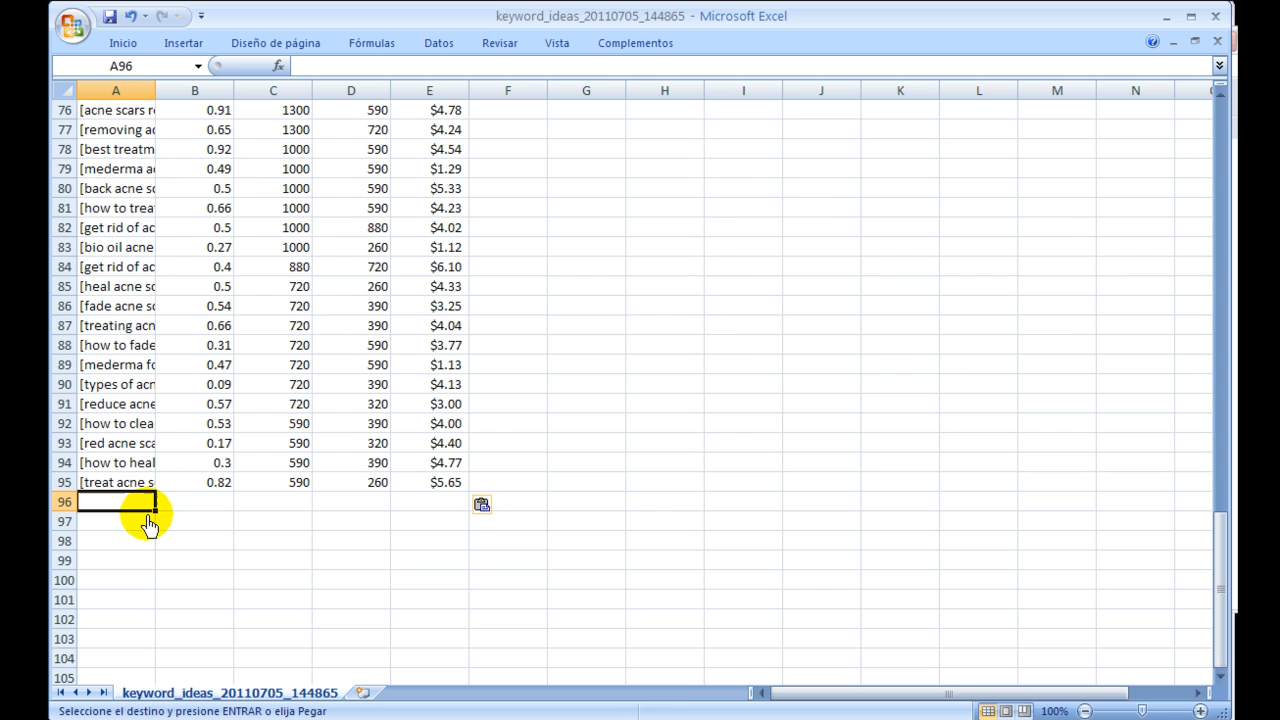 keyword_ideas_20110705_144865 - Microsoft Excel
Inicio Insertar Diseño de página Fórmulas Datos Revisar Vista Complementos
A96 fx
A B C D E F G H I J K L M N
76 [acne scars r 0.91 1300 590 $4.78
77 [removing ac 0.65 1300 720 $4.24
78 [best treatm 0.92 1000 590 $4.54
79 [mederma ac 0.49 1000 590 $1.29
80 [back acne sc 0.5 1000 590 $5.33
81 [how to trea 0.66 1000 590 $4.23
82 [get rid of ac 0.5 1000 880 $4.02
83 [bio oil acne 0.27 1000 260 $1.12
84 [get rid of ac 0.4 880 720 $6.10
85 [heal acne sc 0.5 720 260 $4.33
86 [fade acne sc 0.54 720 390 $3.25
87 [treating acn 0.66 720 390 $4.04
88 [how to fade 0.31 720 590 $3.77
89 [mederma fo 0.47 720 590 $1.13
90 [types of acn 0.09 720 390 $4.13
91 [reduce acne 0.57 720 320 $3.00
92 [how to clea 0.53 590 390 $4.00
93 [red acne sca 0.17 590 320 $4.40
94 [how to heal 0.3 590 390 $4.77
95 [treat acne s 0.82 590 260 $5.65
96
97
98
99
100
101
102
103
104
105
keyword_ideas_20110705_144865
Seleccione el destino y presione ENTRAR o elija Pegar 100%